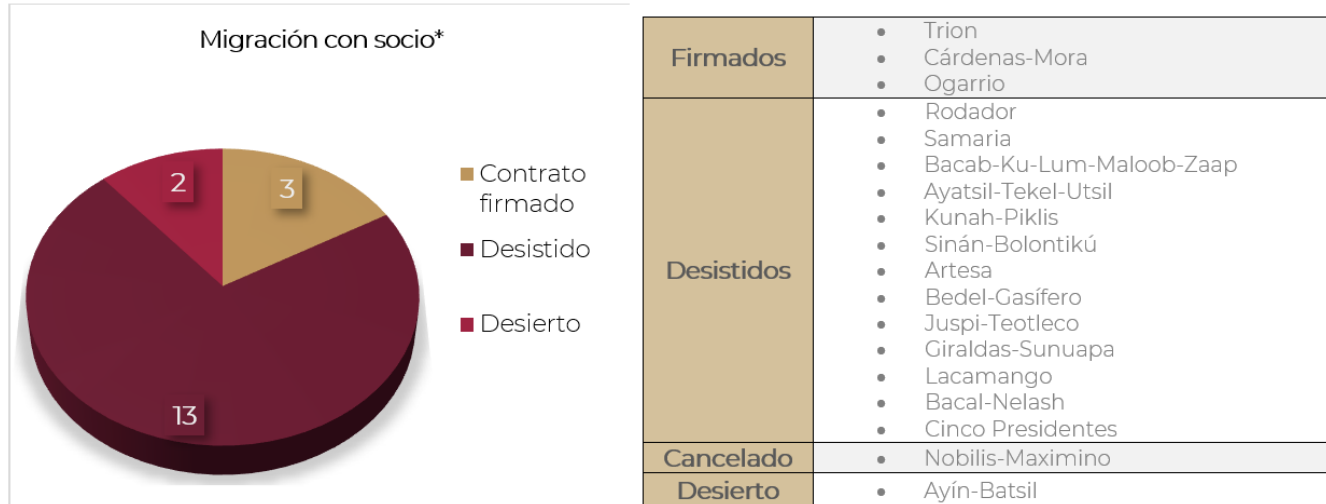 Migración con socio*
2
3
13
Contrato
firmado
Desistido
Desierto
Firmados
• Trion
• Cárdenas-Mora
• Ogarrio
Desistidos
• Rodador
• Samaria
• Bacab-Ku-Lum-Maloob-Zaap
• Ayatsil-Tekel-Utsil
• Kunah-Piklis
• Sinán-Bolontikú
• Artesa
• Bedel-Gasífero
• Juspi-Teotleco
• Giraldas-Sunuapa
• Lacamango
• Bacal-Nelash
• Cinco Presidentes
Cancelado
• Nobilis-Maximino
Desierto
• Ayín-Batsil